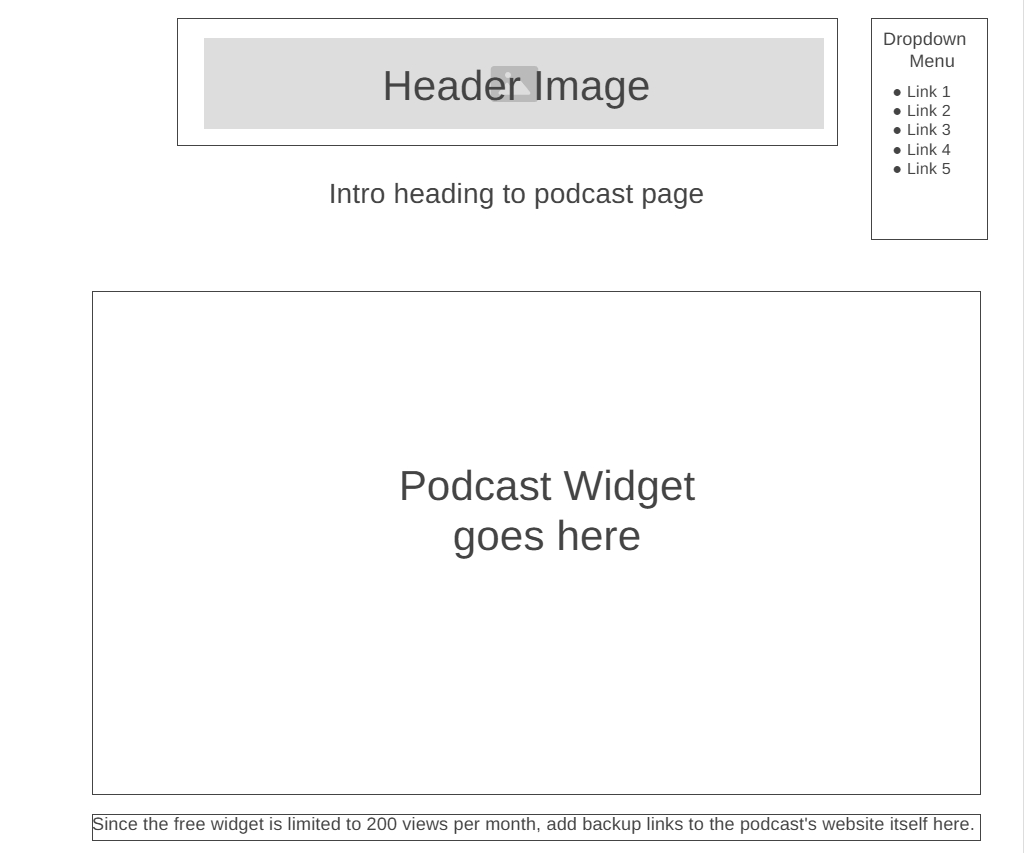 Header Image
Dropdown
Menu
● Link 1
● Link 2
● Link 3
● Link 4
● Link 5
Intro heading to podcast page
Podcast Widget
goes here
Since the free widget is limited to 200 views per month, add backup links to the podcast's website itself here.